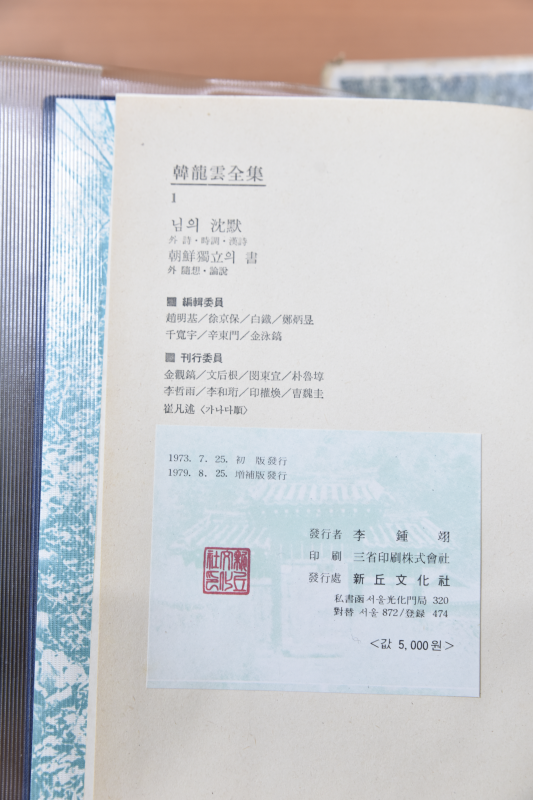 韓龍雲全集
1
님의 沈默
外 詩・時調・漢詩
朝鮮獨立의 書
外 隨想・論說
編輯委員
趙明基／徐京保／白鐵／鄭炳昱
千寬宇／辛東門／金泳鎬
刊行委員
金觀鎬／文后根／閔東宣／朴魯埻
李哲雨／李和珩／印權煥／曺魏圭
崔凡述〈가나다順〉
1973. 7. 25. 初 版發行
1979. 8. 25. 增補版發行
發行者 李 鍾 翊
印 刷 三省印刷株式會社
發行處 新丘文化社
私書函 서울光化門局 320
對替 서울 872/登録 474
<값 5,000원>